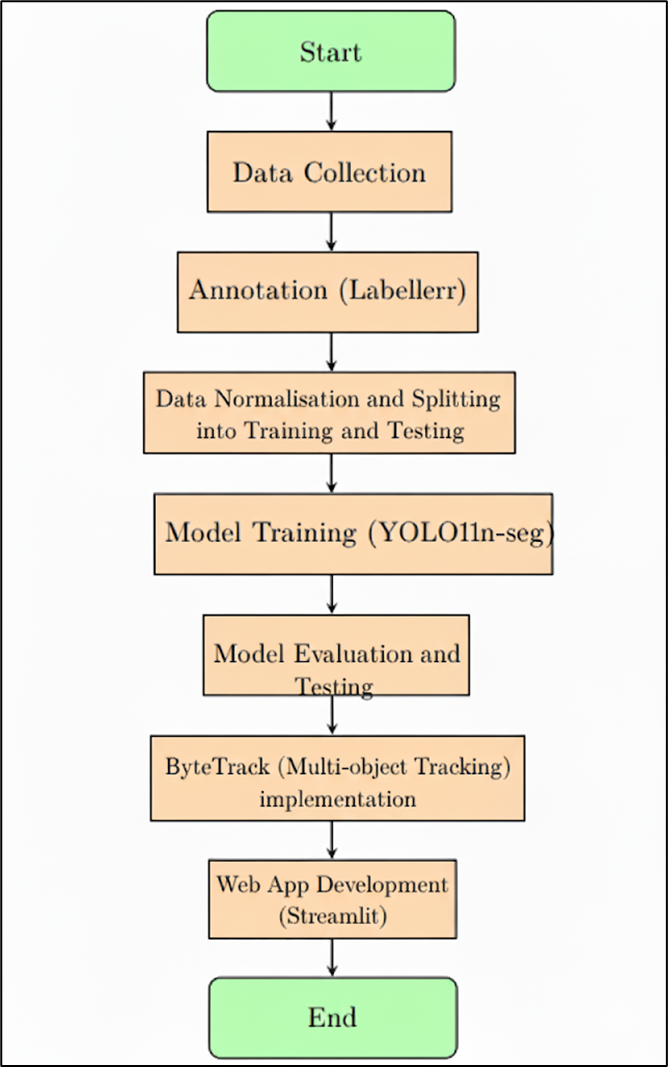 Start
Data Collection
Annotation (Labellerr)
Data Normalisation and Splitting
into Training and Testing
Model Training (YOLO11n-seg)
Model Evaluation and
Testing
ByteTrack (Multi-object Tracking)
implementation
Web App Development
(Streamlit)
End